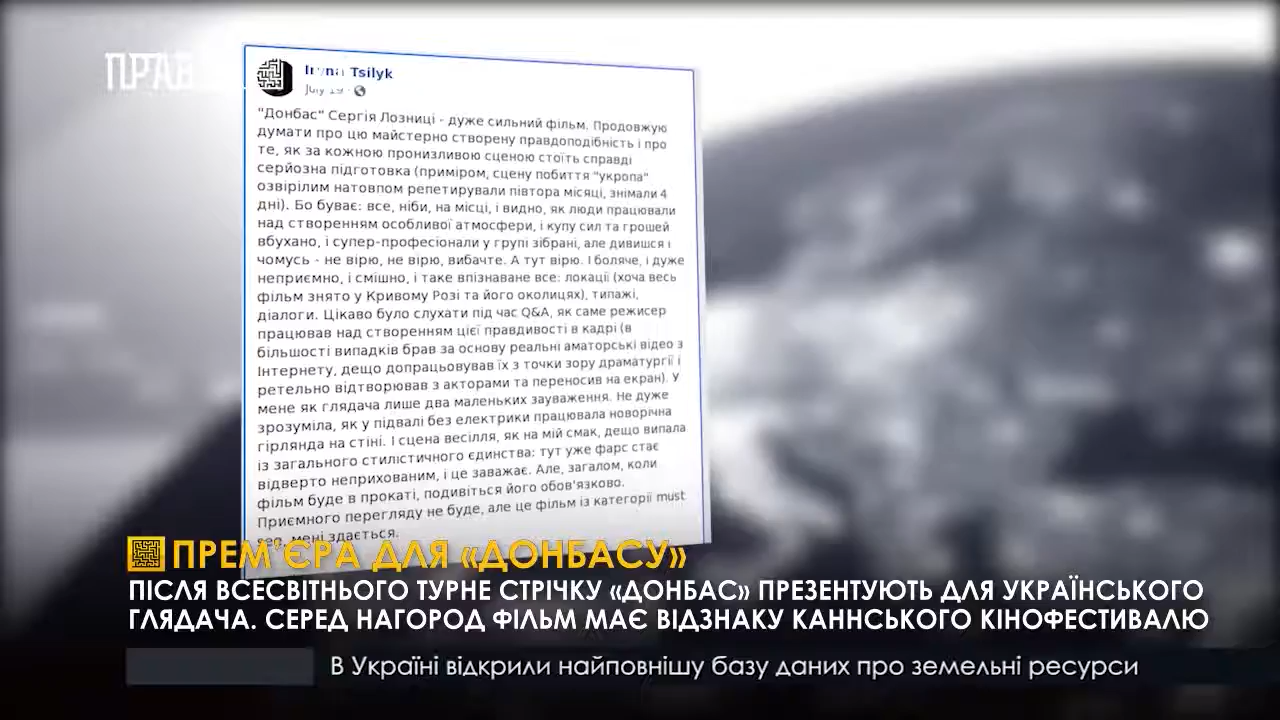 ПРАВ
Iryna Tsilyk
July 19
"Донбас" Сергія Лозниці - дуже сильний фільм. Продовжую
думати про цю майстерно створену правдоподібність і про
те, як за кожною пронизливою сценою стоїть справді
серйозна підготовка (приміром, сцену побиття "укропа"
озвірілим натовпом репетирували півтора місяці, знімали 4
дні). Бо буває: все, ніби, на місці, і видно, як люди працювали
над створенням особливої атмосфери, і купу сил та грошей
вбухано, і супер-професіонали у групі зібрані, але дивишся і
чомусь - не вірю, не вірю, вибачте. А тут вірю. І боляче, і дуже
неприємно, і смішно, і таке впізнаване все: локації (хоча весь
фільм знято у Кривому Розі та його околицях), типажі,
діалоги. Цікаво було слухати під час Q&A, як саме режисер
працював над створенням цієї правдивості в кадрі (в
більшості випадків брав за основу реальні аматорські відео з
Інтернету, дещо допрацьовував їх з точки зору драматургії і
ретельно відтворював з акторами та переносив на екран). У
мене як глядача лише два маленьких зауваження. Не дуже
зрозуміла, як у підвалі без електрики працювала новорічна
гірлянда на стіні. І сцена весілля, як на мій смак, дещо випала
із загального стилістичного єдинства: тут уже фарс стає
відверто неприхованим, і це заважає. Але, загалом, коли
фільм буде в прокаті, подивіться його обов'язково.
Приємного перегляду не буде, але це фільм із категорії must
мені здається.
ПРЕМ'ЄРА ДЛЯ «ДОНБАСУ»
ПІСЛЯ ВСЕСВІТНЬОГО ТУРНЕ СТРІЧКУ «ДОНБАС» ПРЕЗЕНТУЮТЬ ДЛЯ УКРАЇНСЬКОГО
ГЛЯДАЧА. СЕРЕД НАГОРОД ФІЛЬМ МАЄ ВІДЗНАКУ КАННСЬКОГО КІНОФЕСТИВАЛЮ
В Україні відкрили найповнішу базу даних про земельні ресурси